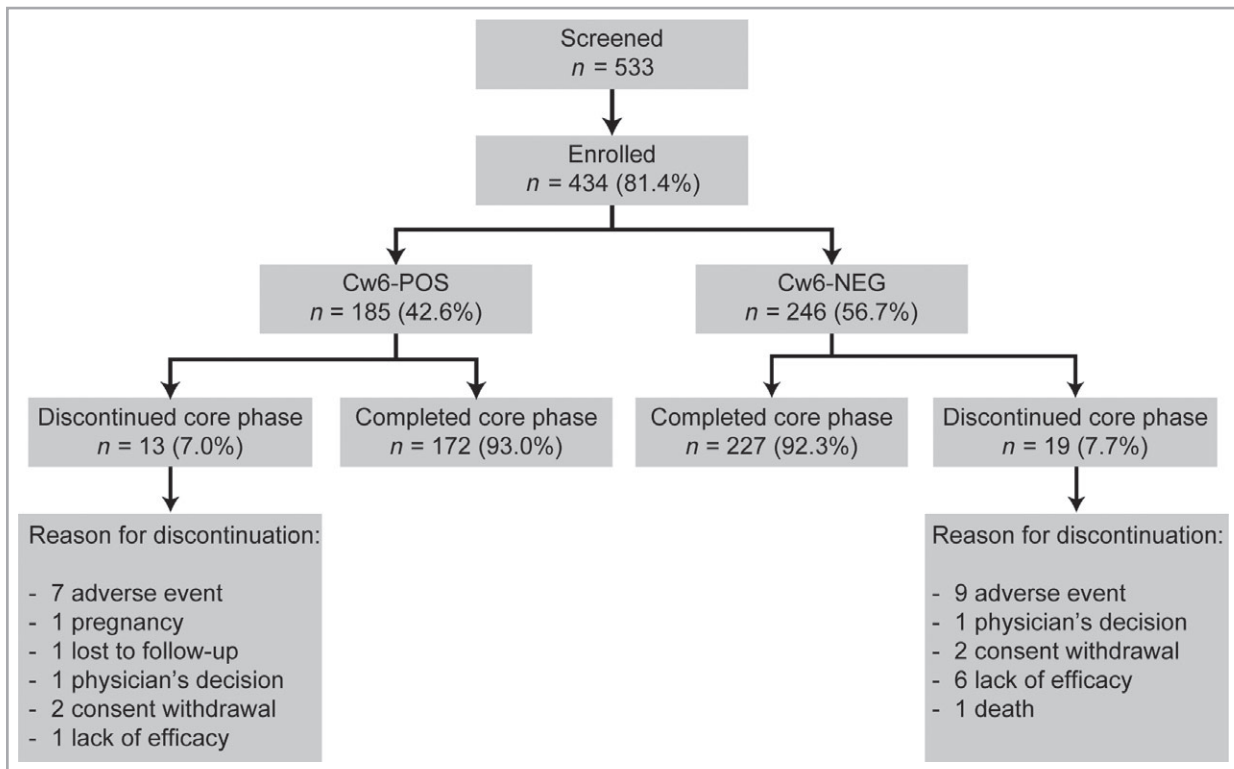 Screened
n = 533
Enrolled
n = 434 (81.4%)
Cw6-POS
n = 185 (42.6%)
Cw6-NEG
n = 246 (56.7%)
Discontinued core phase
n = 13 (7.0%)
Completed core phase
n = 172 (93.0%)
Completed core phase
n = 227 (92.3%)
Discontinued core phase
n = 19 (7.7%)
Reason for discontinuation:
- 7 adverse event
- 1 pregnancy
- 1 lost to follow-up
- 1 physician’s decision
- 2 consent withdrawal
- 1 lack of efficacy
Reason for discontinuation:
- 9 adverse event
- 1 physician’s decision
- 2 consent withdrawal
- 6 lack of efficacy
- 1 death